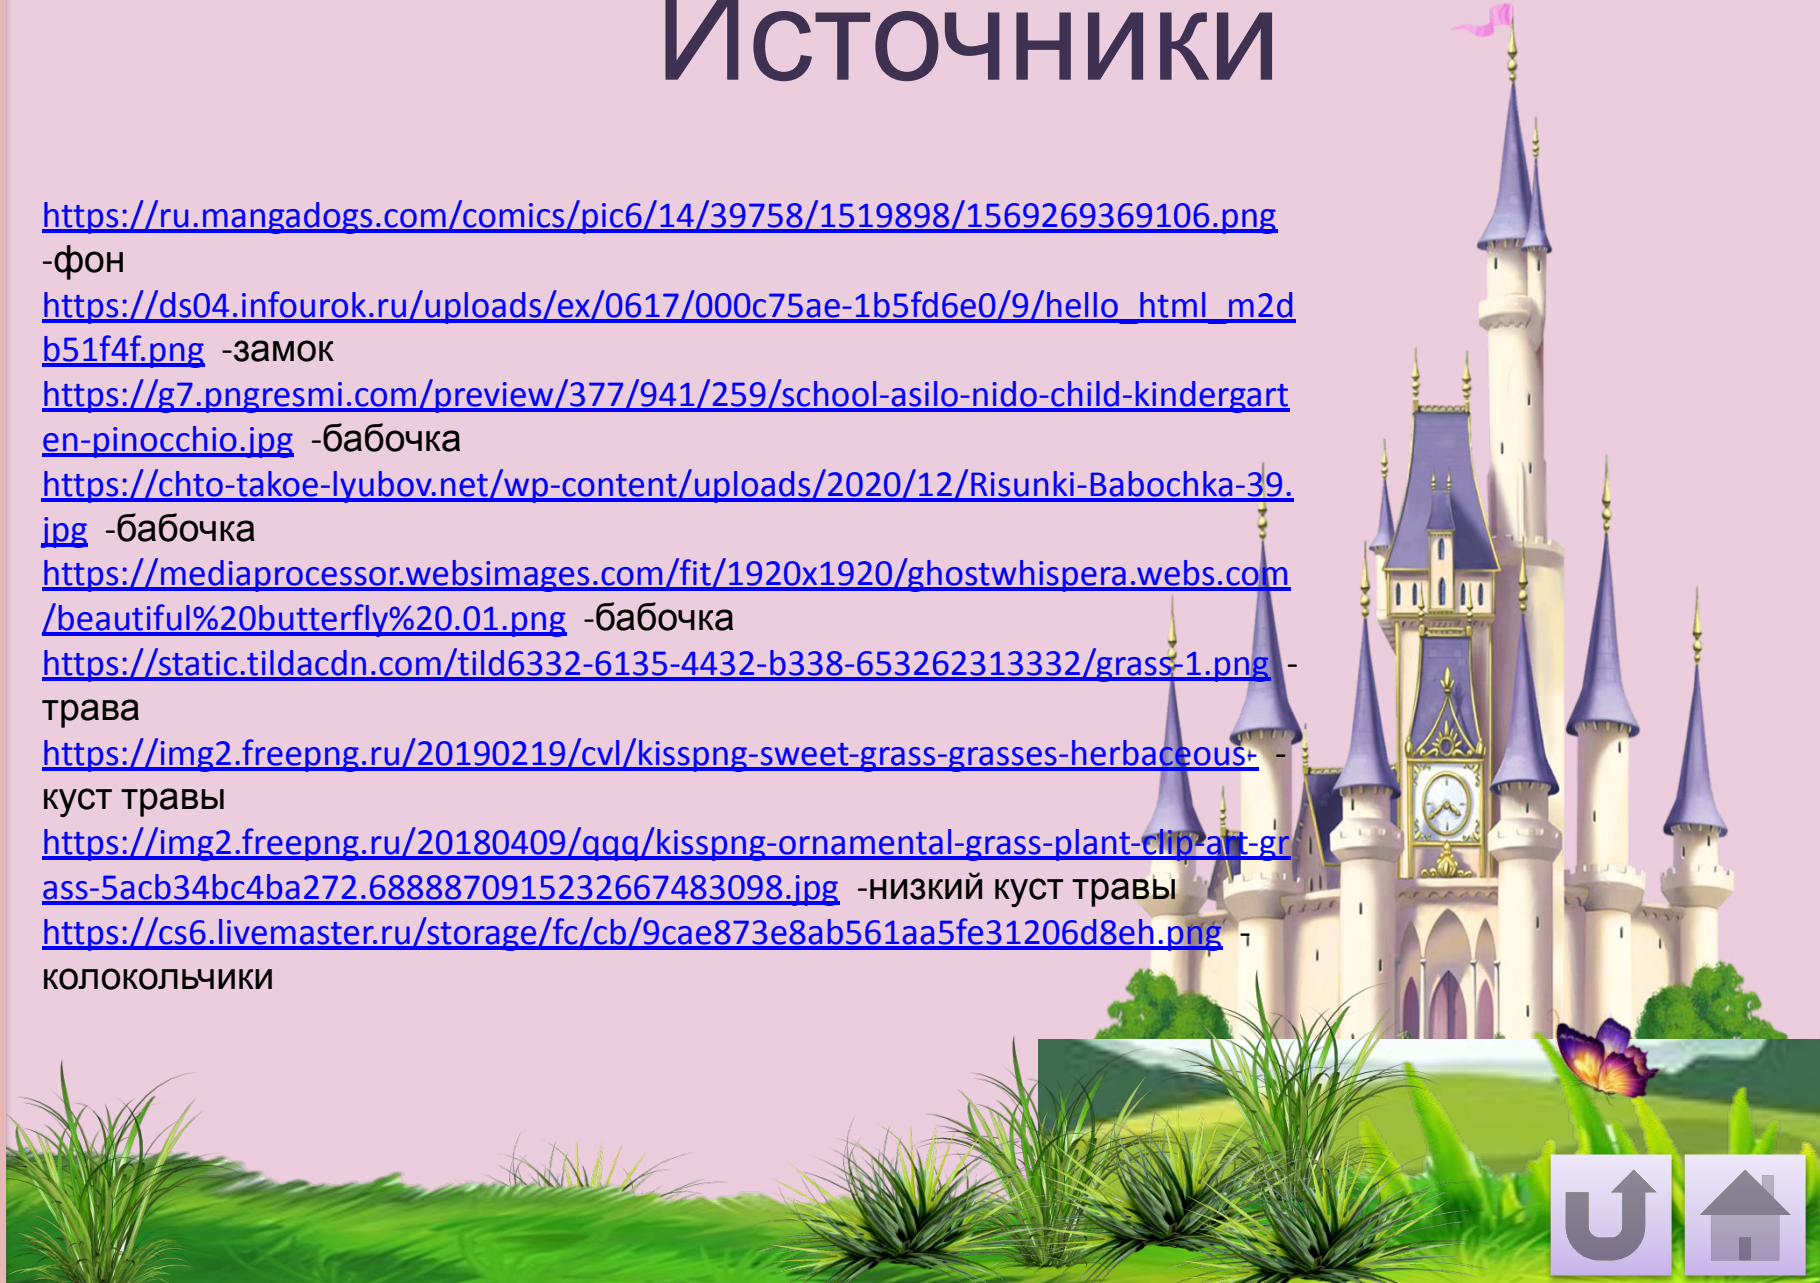 Источники
https://ru.mangadogs.com/comics/pic6/14/39758/1519898/1569269369106.png
-фон
https://ds04.infourok.ru/uploads/ex/0617/000c75ae-1b5fd6e0/9/hello_html_m2d
b51f4f.png -замок
https://g7.pngresmi.com/preview/377/941/259/school-asilo-nido-child-kindergart
en-pinocchio.jpg -бабочка
https://chto-takoe-lyubov.net/wp-content/uploads/2020/12/Risunki-Babochka-39.
jpg -бабочка
https://mediaprocessor.websimages.com/fit/1920x1920/ghostwhispera.webs.com
/beautiful%20butterfly%20.01.png -бабочка
https://static.tildacdn.com/tild6332-6135-4432-b338-653262313332/grass-1.png -
трава
https://img2.freepng.ru/20190219/cvl/kisspng-sweet-grass-grasses-herbaceous- -
куст травы
https://img2.freepng.ru/20180409/qqq/kisspng-ornamental-grass-plant-clip-art-gr
ass-5acb34bc4ba272.6888870915232667483098.jpg -низкий куст травы
https://cs6.livemaster.ru/storage/fc/cb/9cae873e8ab561aa5fe31206d8eh.png -
колокольчики